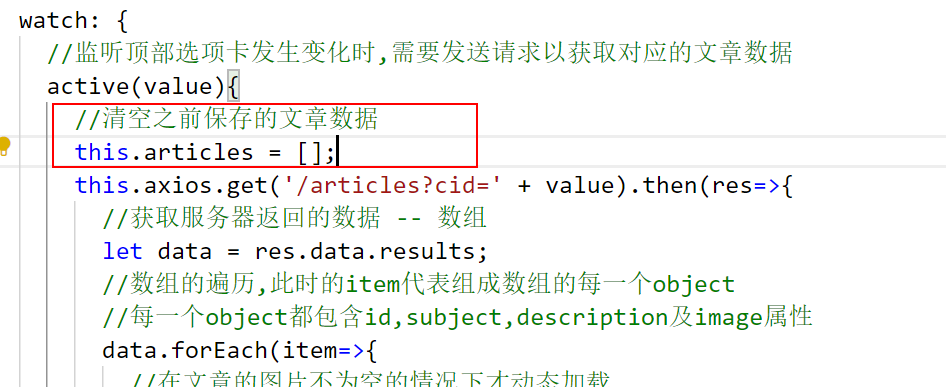 watch: {
//监听顶部选项卡发生变化时,需要发送请求以获取对应的文章数据
active(value){
//清空之前保存的文章数据
this.articles = [];
this.axios.get('/articles?cid=' + value).then(res=>{
//获取服务器返回的数据 -- 数组
let data = res.data.results;
//数组的遍历,此时的item代表组成数组的每一个object
//每一个object都包含id,subject,description及image属性
data.forEach(item=>{
//在文章的图片不为空的情况下才动态加载